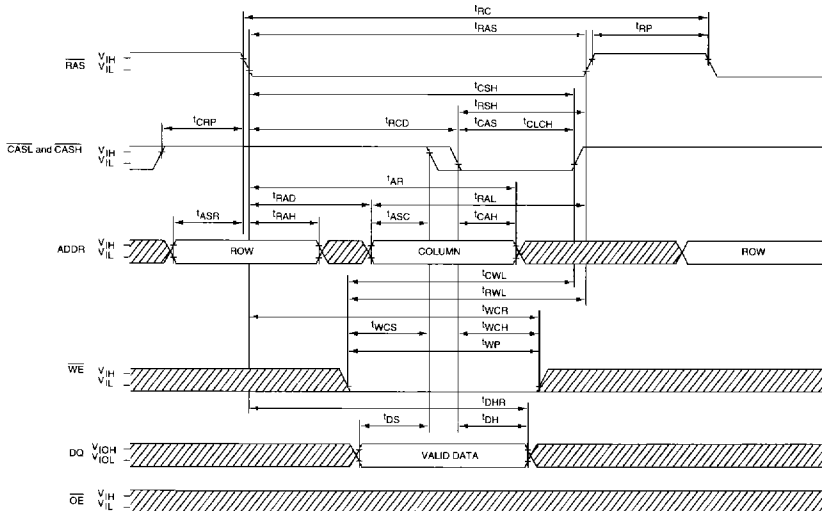 tRC
tRAS
tRP
RAS VIH
VIL
tCSH
tRSH
tCRP
tRCD
tCAS tCLCH
CASL and CASH VIH
VIL
tAR
tRAD
tRAL
tASR
tRAH
tASC
tCAH
ADDR VIH
VIL
ROW
COLUMN
ROW
tCWL
tRWL
tWCR
tWCS
tWCH
tWP
WE VIH
VIL
tDHR
tDS
tDH
DQ VIOH
VIOL
VALID DATA
OE VIH
VIL